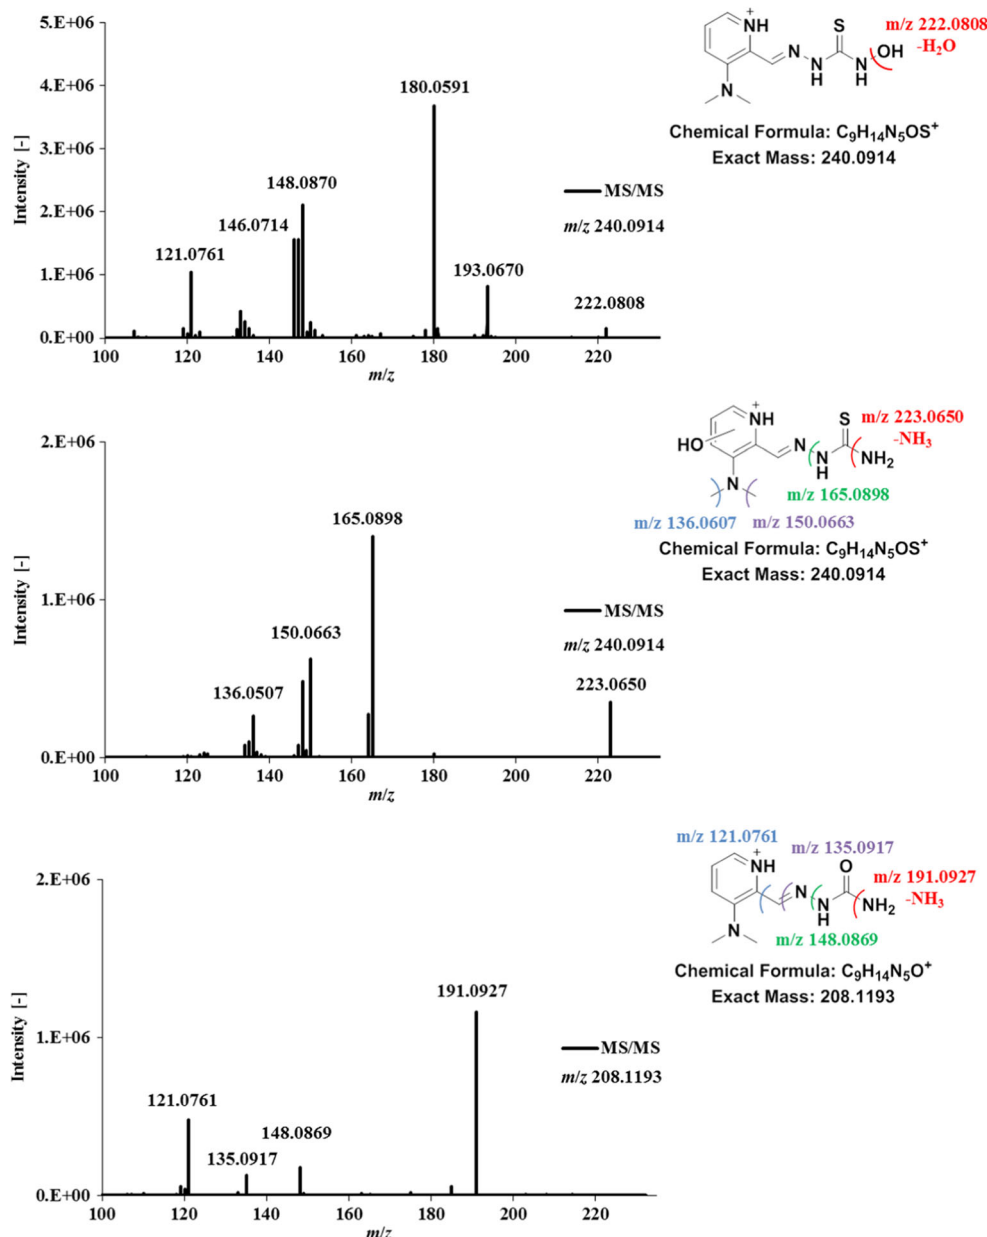 5.E+06
4.E+06
3.E+06
2.E+06
1.E+06
0.E+00
Intensity [-]
100 120 140 160 180 200 220
m/z
121.0761
146.0714
148.0870
180.0591
193.0670
222.0808
MS/MS
m/z 240.0914
+
NH
N
N
H
S
N
H
OH
N
m/z 222.0808
-H₂O
Chemical Formula: C₉H₁₄N₅OS⁺
Exact Mass: 240.0914
2.E+06
1.E+06
0.E+00
Intensity [-]
100 120 140 160 180 200 220
m/z
136.0507
150.0663
165.0898
223.0650
MS/MS
m/z 240.0914
+
NH
HO
N
N
H
S
NH₂
N
m/z 223.0650
-NH₃
m/z 165.0898
m/z 136.0607
m/z 150.0663
Chemical Formula: C₉H₁₄N₅OS⁺
Exact Mass: 240.0914
2.E+06
1.E+06
0.E+00
Intensity [-]
100 120 140 160 180 200 220
m/z
121.0761
135.0917
148.0869
191.0927
MS/MS
m/z 208.1193
m/z 121.0761
m/z 135.0917
+
NH
N
N
H
O
NH₂
N
m/z 191.0927
-NH₃
m/z 148.0869
Chemical Formula: C₉H₁₄N₅O⁺
Exact Mass: 208.1193